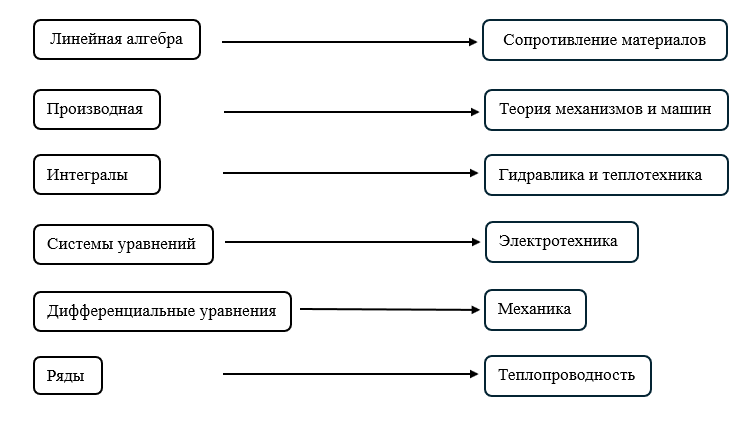 Линейная алгебра
Сопротивление материалов
Производная
Теория механизмов и машин
Интегралы
Гидравлика и теплотехника
Системы уравнений
Электротехника
Дифференциальные уравнения
Механика
Ряды
Теплопроводность